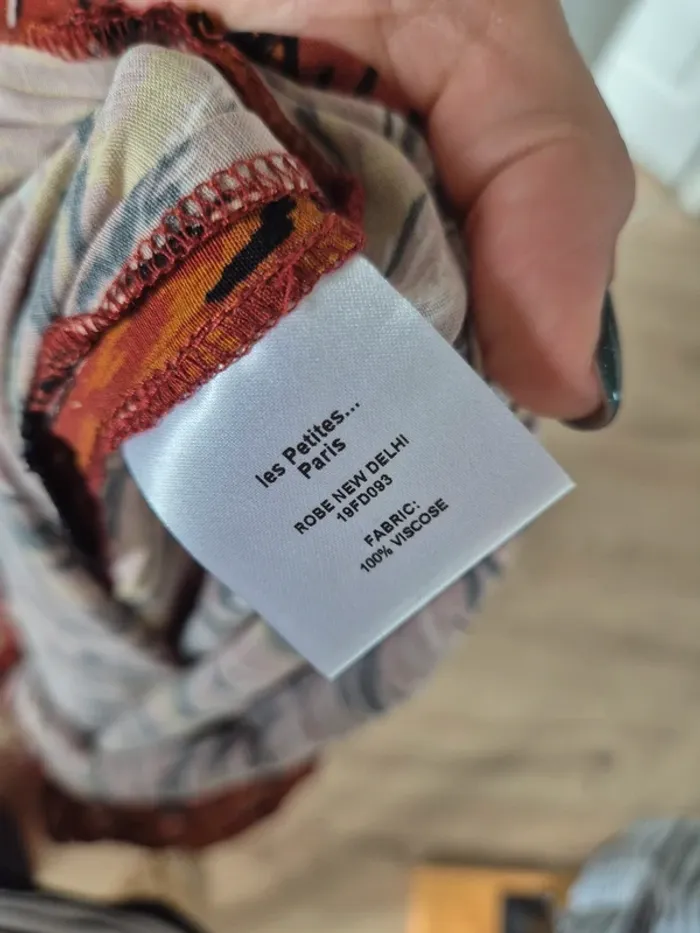 les Petites...
Paris
ROBE NEW DELHI
19FD093
FABRIC:
100% VISCOSE